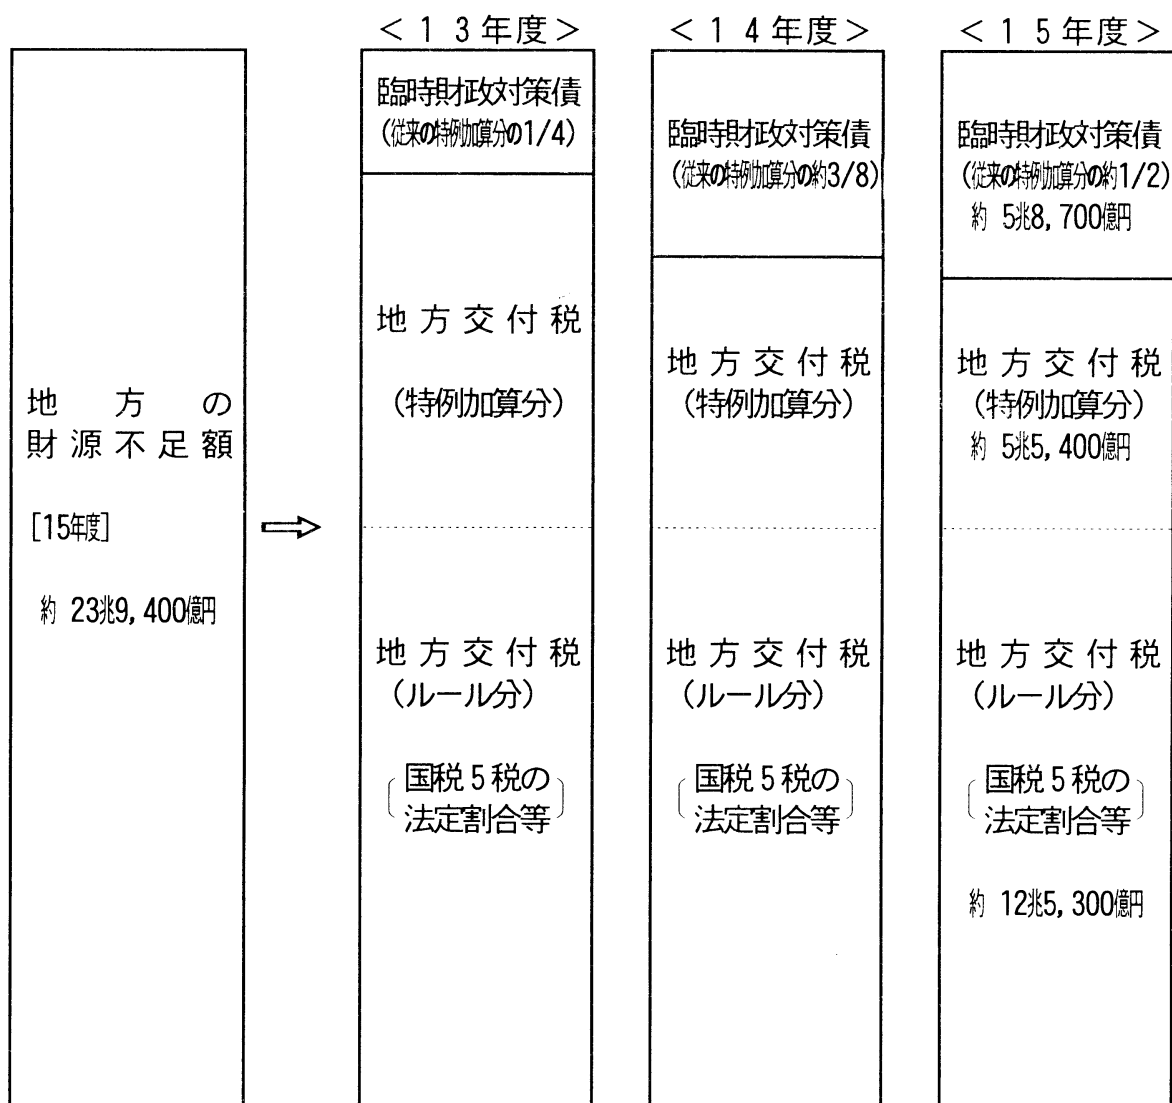 <13年度>
<14年度>
<15年度>
地方の
財源不足額
[15年度]
約 23兆9,400億円
臨時財政対策債
(従来の特例加算分の1/4)
地方交付税
(特例加算分)
地方交付税
(ルール分)
国税5税の
法定割合等
臨時財政対策債
(従来の特例加算分の約3/8)
地方交付税
(特例加算分)
地方交付税
(ルール分)
国税5税の
法定割合等
臨時財政対策債
(従来の特例加算分の約1/2)
約 5兆8,700億円
地方交付税
(特例加算分)
約 5兆5,400億円
地方交付税
(ルール分)
国税5税の
法定割合等
約 12兆5,300億円